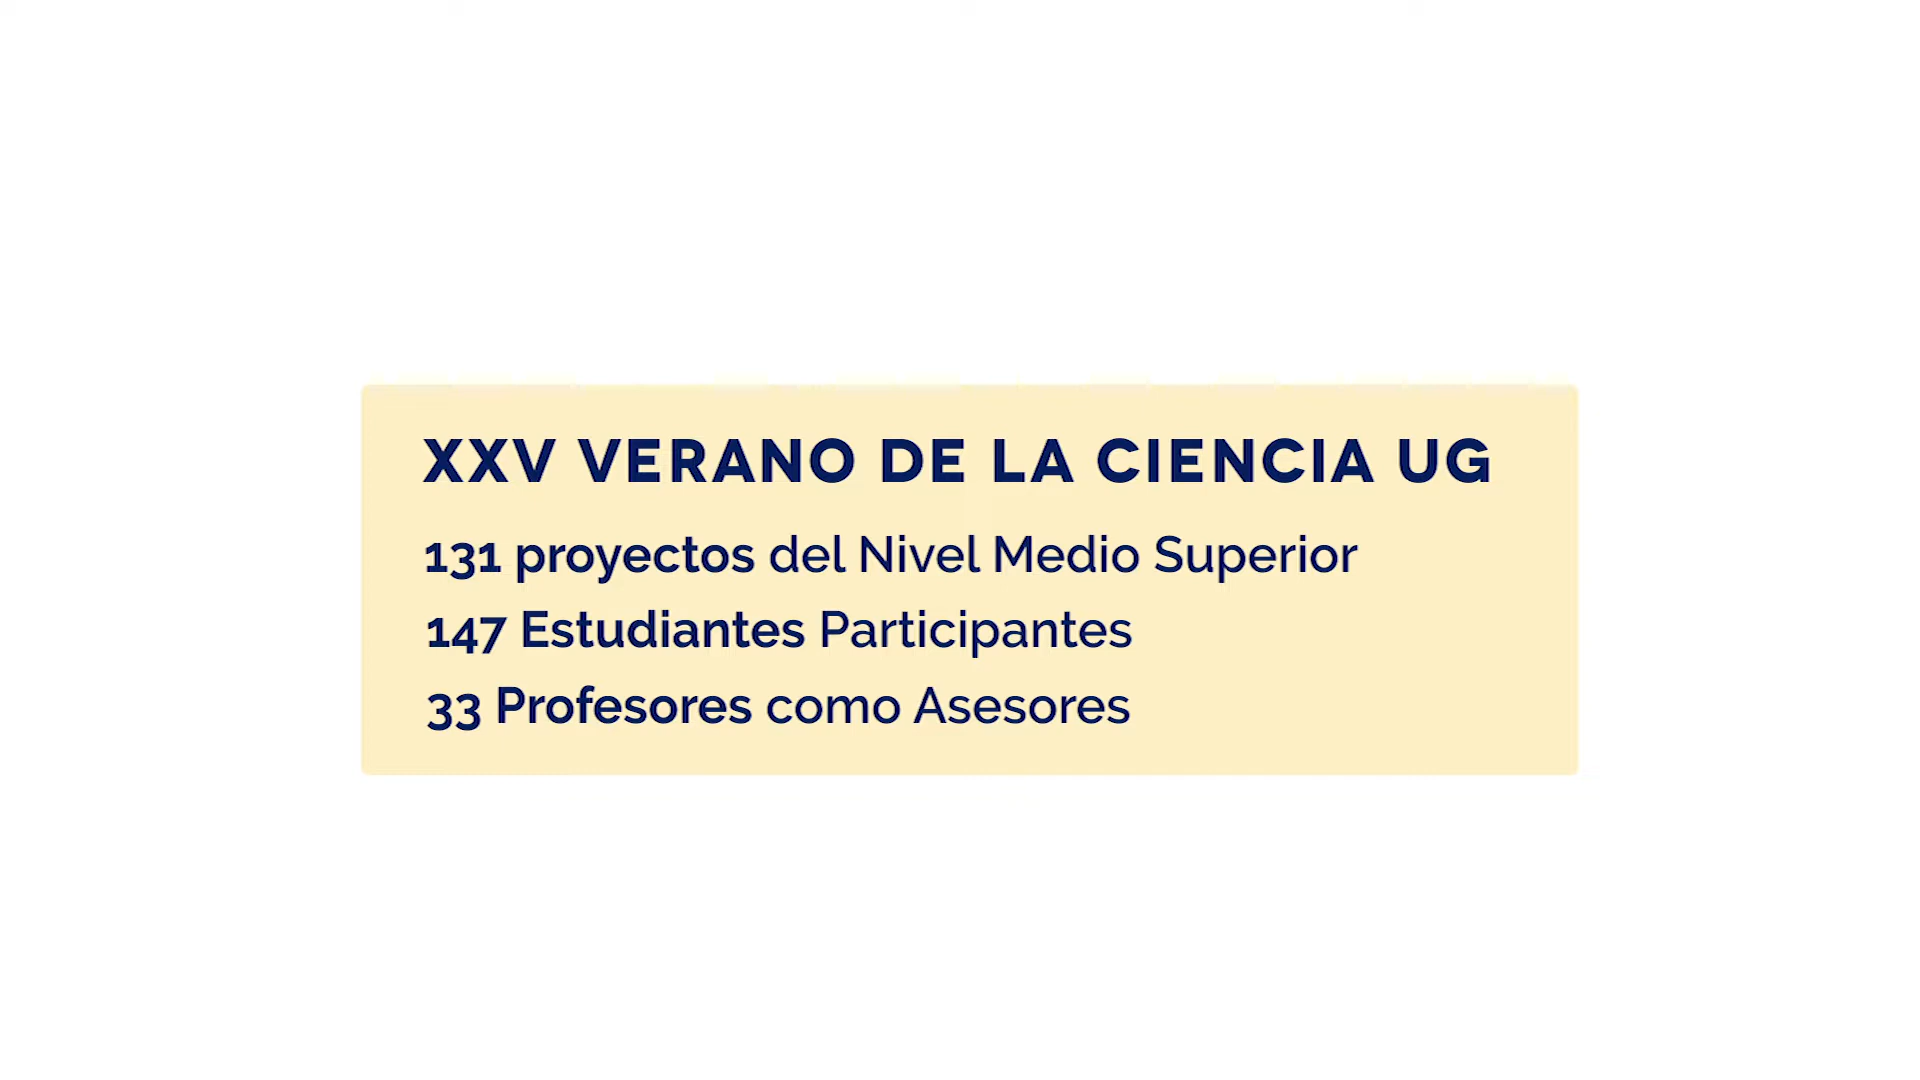 XXV VERANO DE LA CIENCIA UG
131 proyectos del Nivel Medio Superior
147 Estudiantes Participantes
33 Profesores como Asesores